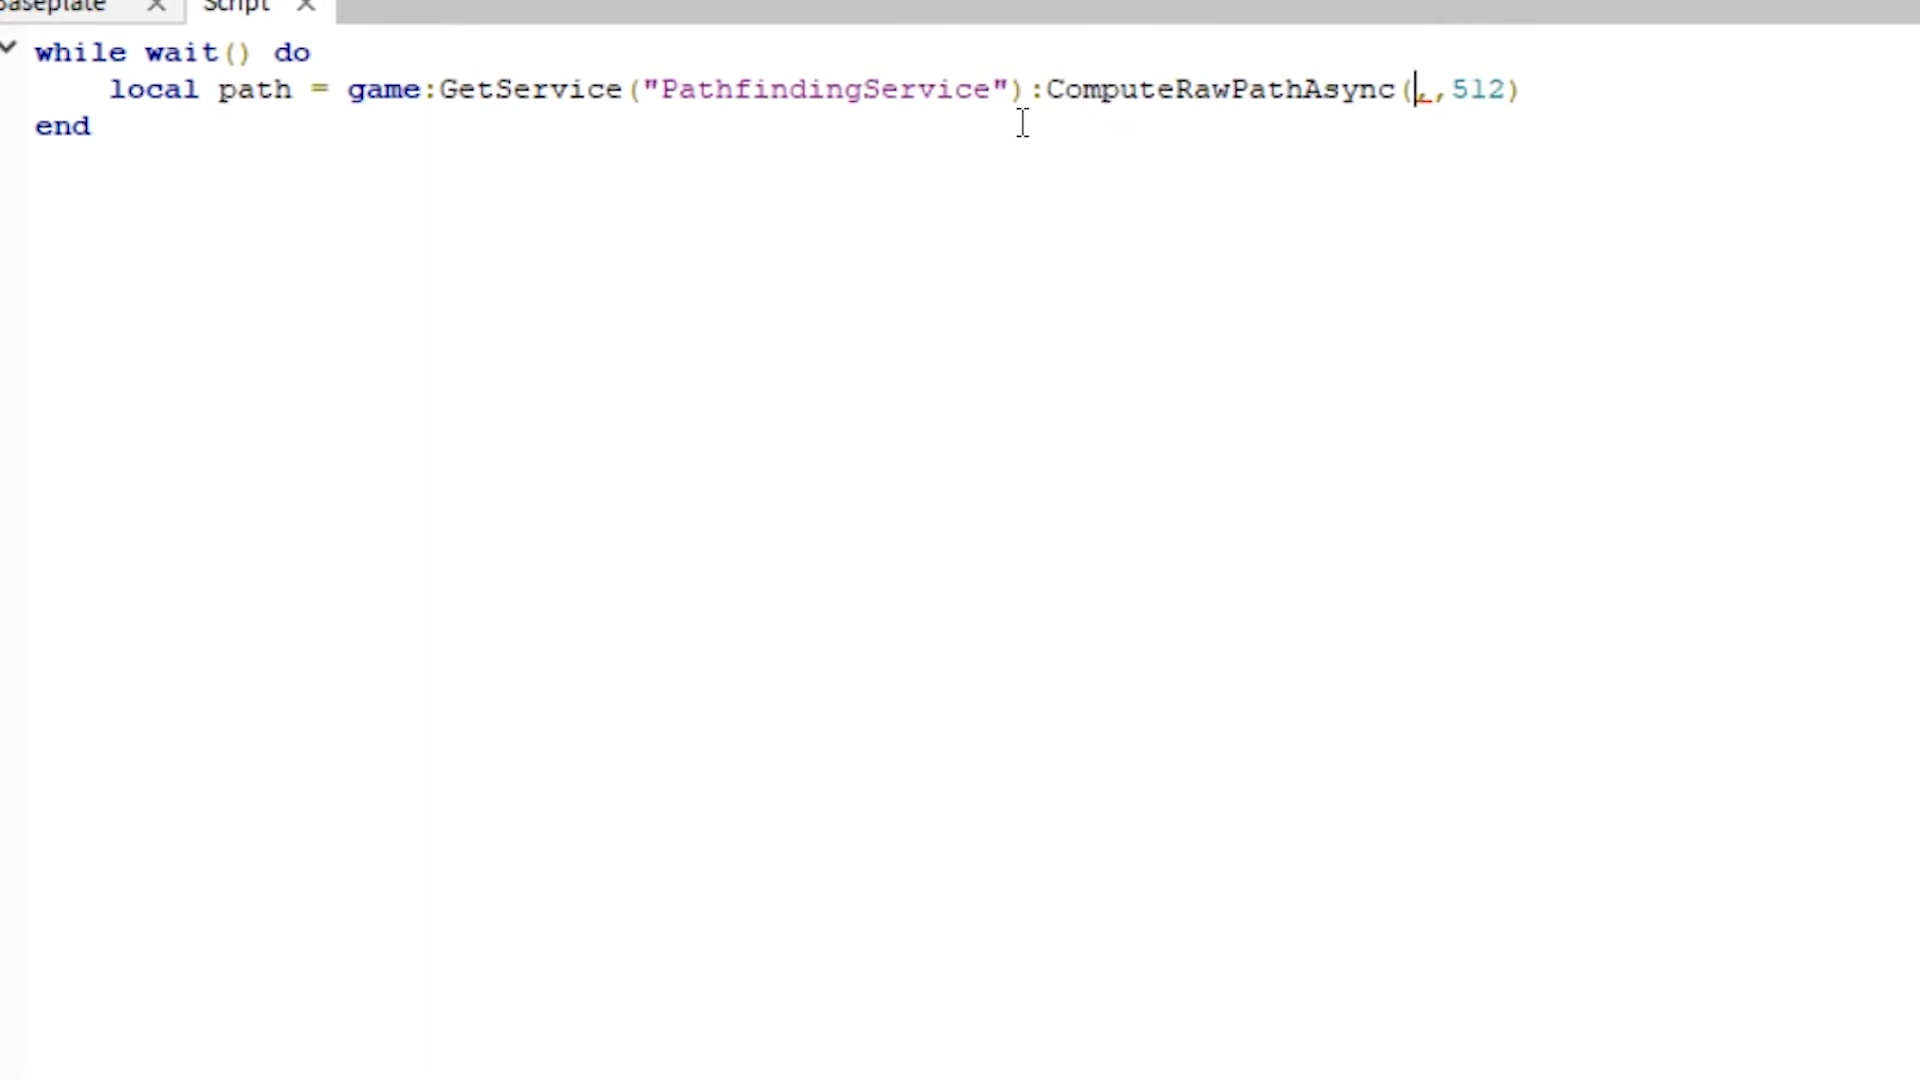 Baseplate Script
while wait() do
local path = game:GetService("PathfindingService"):ComputeRawPathAsync(,,512)
end